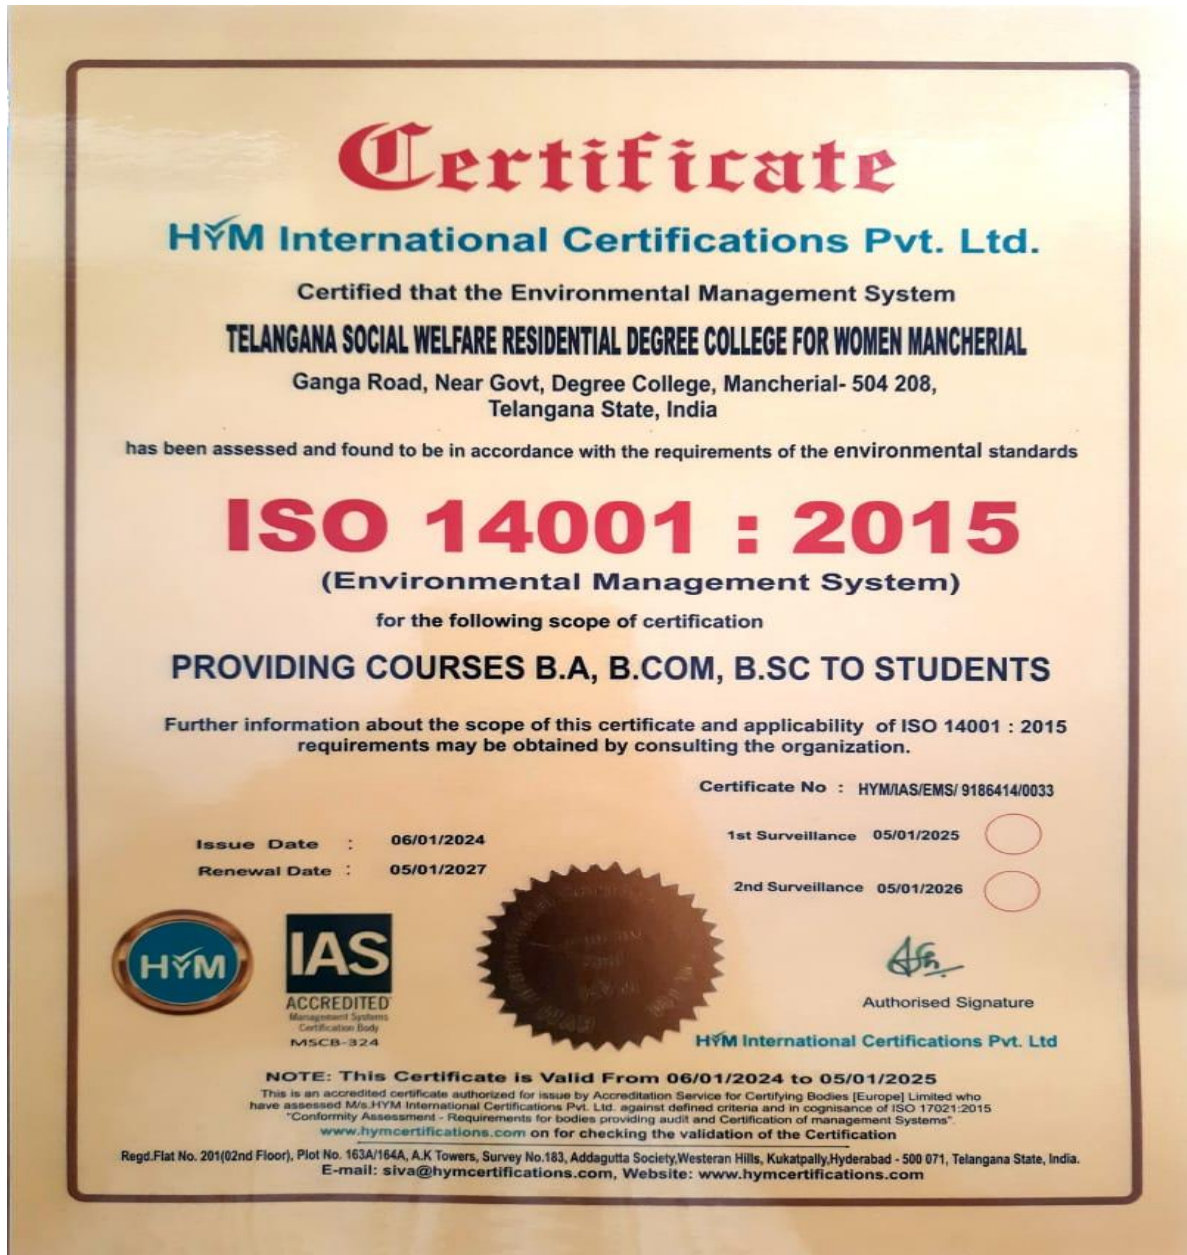 Certificate
HYM International Certifications Pvt. Ltd.
Certified that the Environmental Management System
TELANGANA SOCIAL WELFARE RESIDENTIAL DEGREE COLLEGE FOR WOMEN MANCHERIAL
Ganga Road, Near Govt, Degree College, Mancherial- 504 208,
Telangana State, India
has been assessed and found to be in accordance with the requirements of the environmental standards
ISO 14001 : 2015
(Environmental Management System)
for the following scope of certification
PROVIDING COURSES B.A, B.COM, B.SC TO STUDENTS
Further information about the scope of this certificate and applicability of ISO 14001 : 2015
requirements may be obtained by consulting the organization.
Certificate No : HYM/IAS/EMS/ 9186414/0033
Issue Date : 06/01/2024
Renewal Date : 05/01/2027
1st Surveillance 05/01/2025
2nd Surveillance 05/01/2026
HYM
IAS
ACCREDITED
Management Systems
Certification Body
MSCB-324
Authorised Signature
HYM International Certifications Pvt. Ltd
NOTE: This Certificate is Valid From 06/01/2024 to 05/01/2025
This is an accredited certificate authorized for issue by Accreditation Service for Certifying Bodies [Europe] Limited who
have assessed M/s.HYM International Certifications Pvt. Ltd. against defined criteria and in cognisance of ISO 17021:2015
"Conformity Assessment - Requirements for bodies providing audit and Certification of management Systems".
www.hymcertifications.com on for checking the validation of the Certification
Regd.Flat No. 201(02nd Floor), Plot No. 163A/164A, A.K Towers, Survey No.183, Addagutta Society,Westeran Hills, Kukatpally,Hyderabad - 500 071, Telangana State, India.
E-mail: siva@hymcertifications.com, Website: www.hymcertifications.com